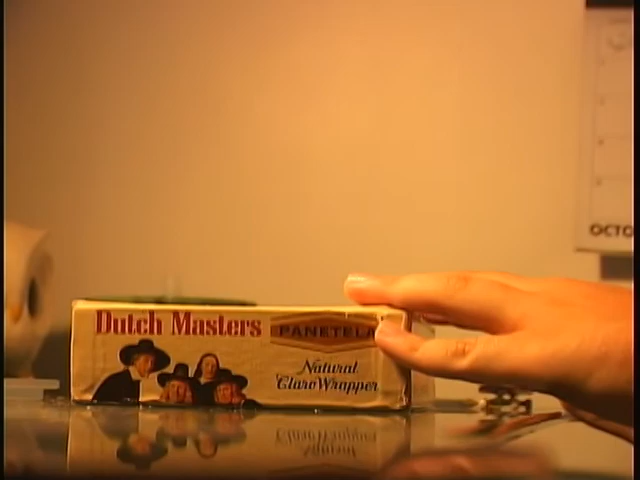 Dutch Masters
PANETELA
Natural
Claro Wrapper
OCTO